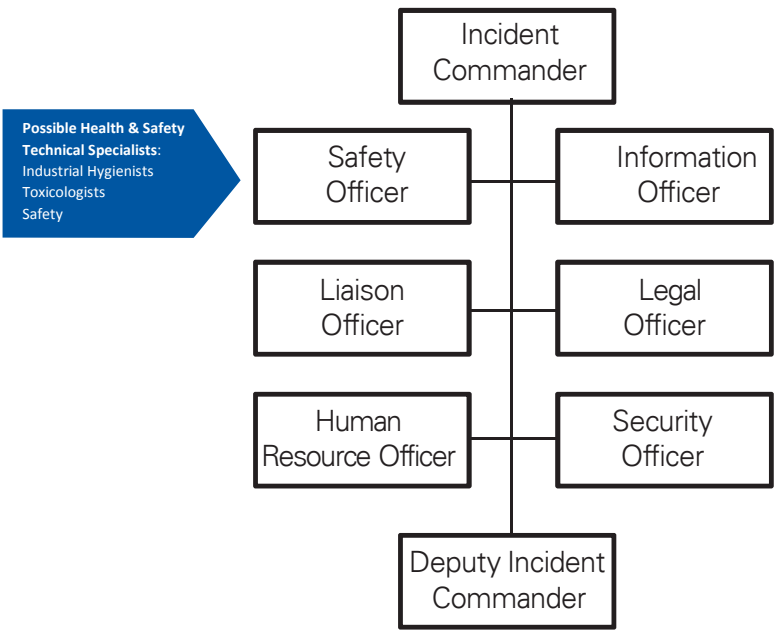 Incident
Commander
Possible Health & Safety
Technical Specialists:
Industrial Hygienists
Toxicologists
Safety
Safety
Officer
Information
Officer
Liaison
Officer
Legal
Officer
Human
Resource Officer
Security
Officer
Deputy Incident
Commander